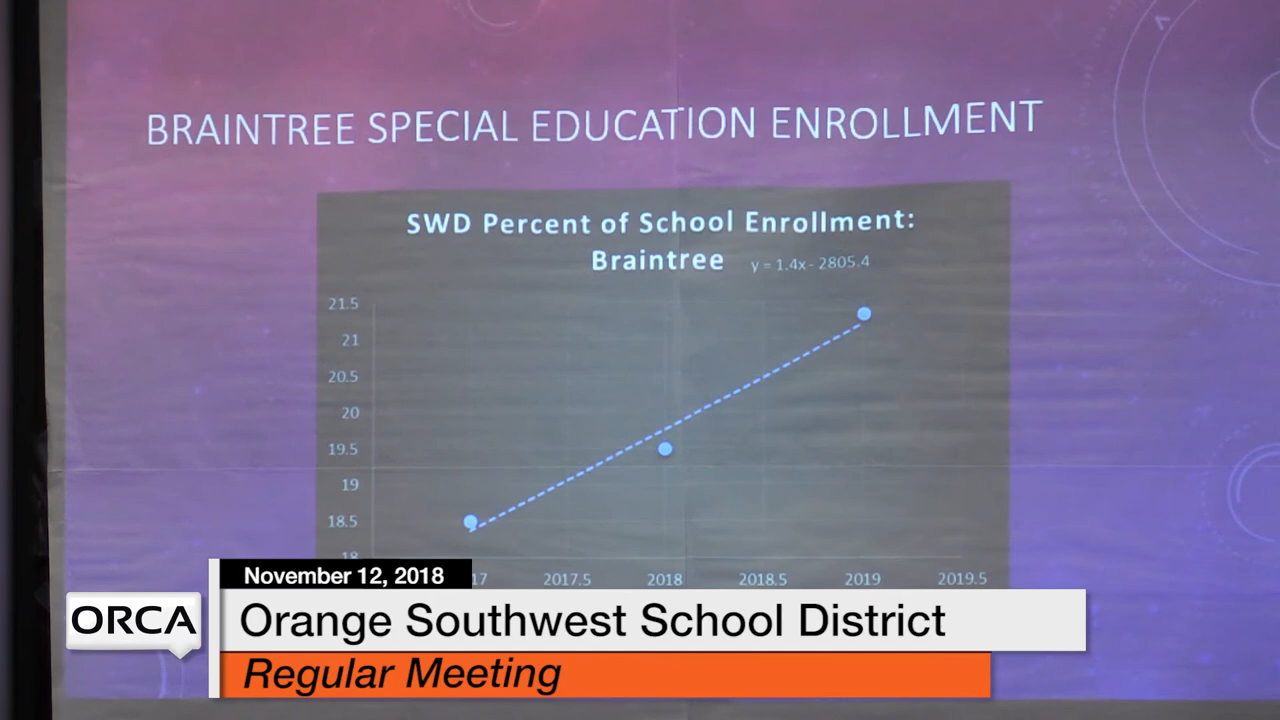 BRAINTREE SPECIAL EDUCATION ENROLLMENT
SWD Percent of School Enrollment:
Braintree
y = 1.4x - 2805.4
21.5
21
20.5
20
19.5
19
18.5
18
17 2017.5 2018 2018.5 2019 2019.5
November 12, 2018
ORCA
Orange Southwest School District
Regular Meeting